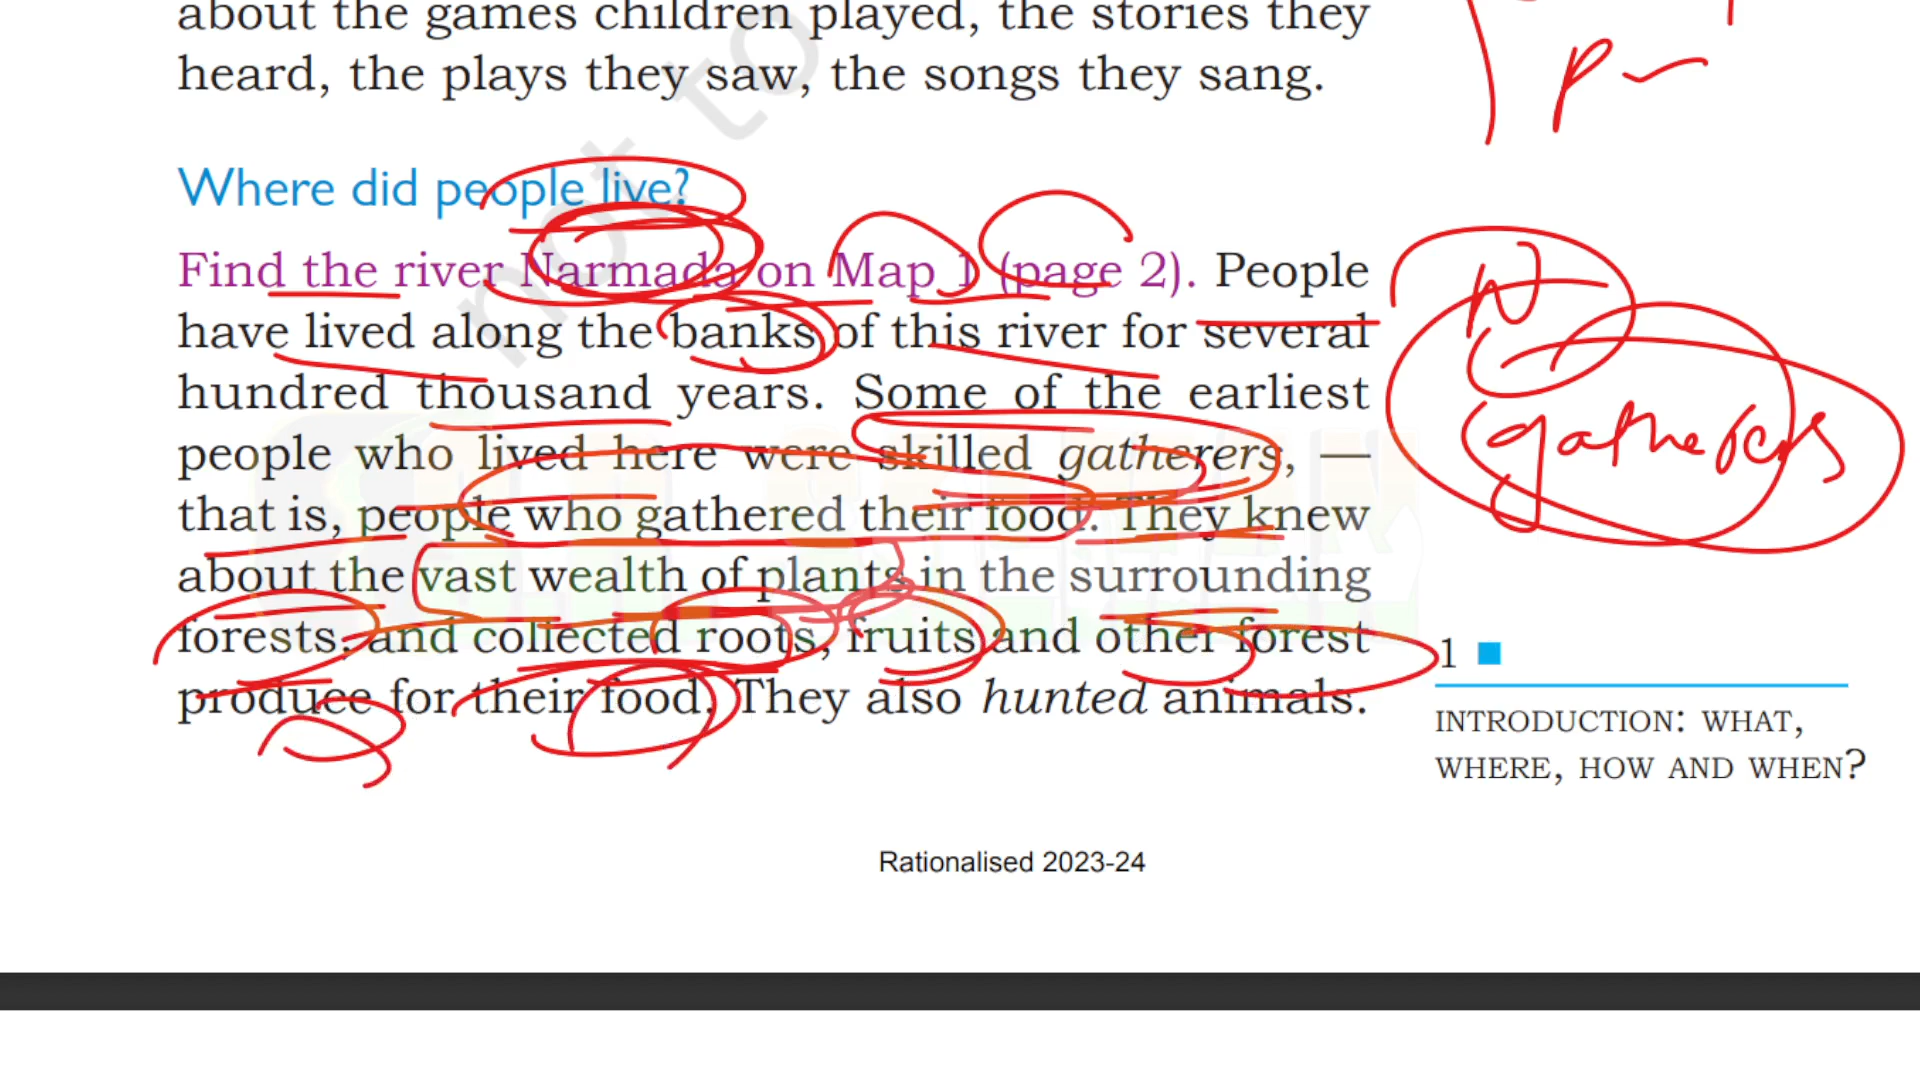 about the games children played, the stories they
heard, the plays they saw, the songs they sang.
Where did people live?
Find the river Narmada on Map 1 (page 2). People
have lived along the banks of this river for several
hundred thousand years. Some of the earliest
people who lived here were skilled gatherers, —
that is, people who gathered their food. They knew
about the vast wealth of plants in the surrounding
forests, and collected roots, fruits and other forest
produce for their food. They also hunted animals.
N
gatherers
1
INTRODUCTION: WHAT,
WHERE, HOW AND WHEN?
Rationalised 2023-24
not to